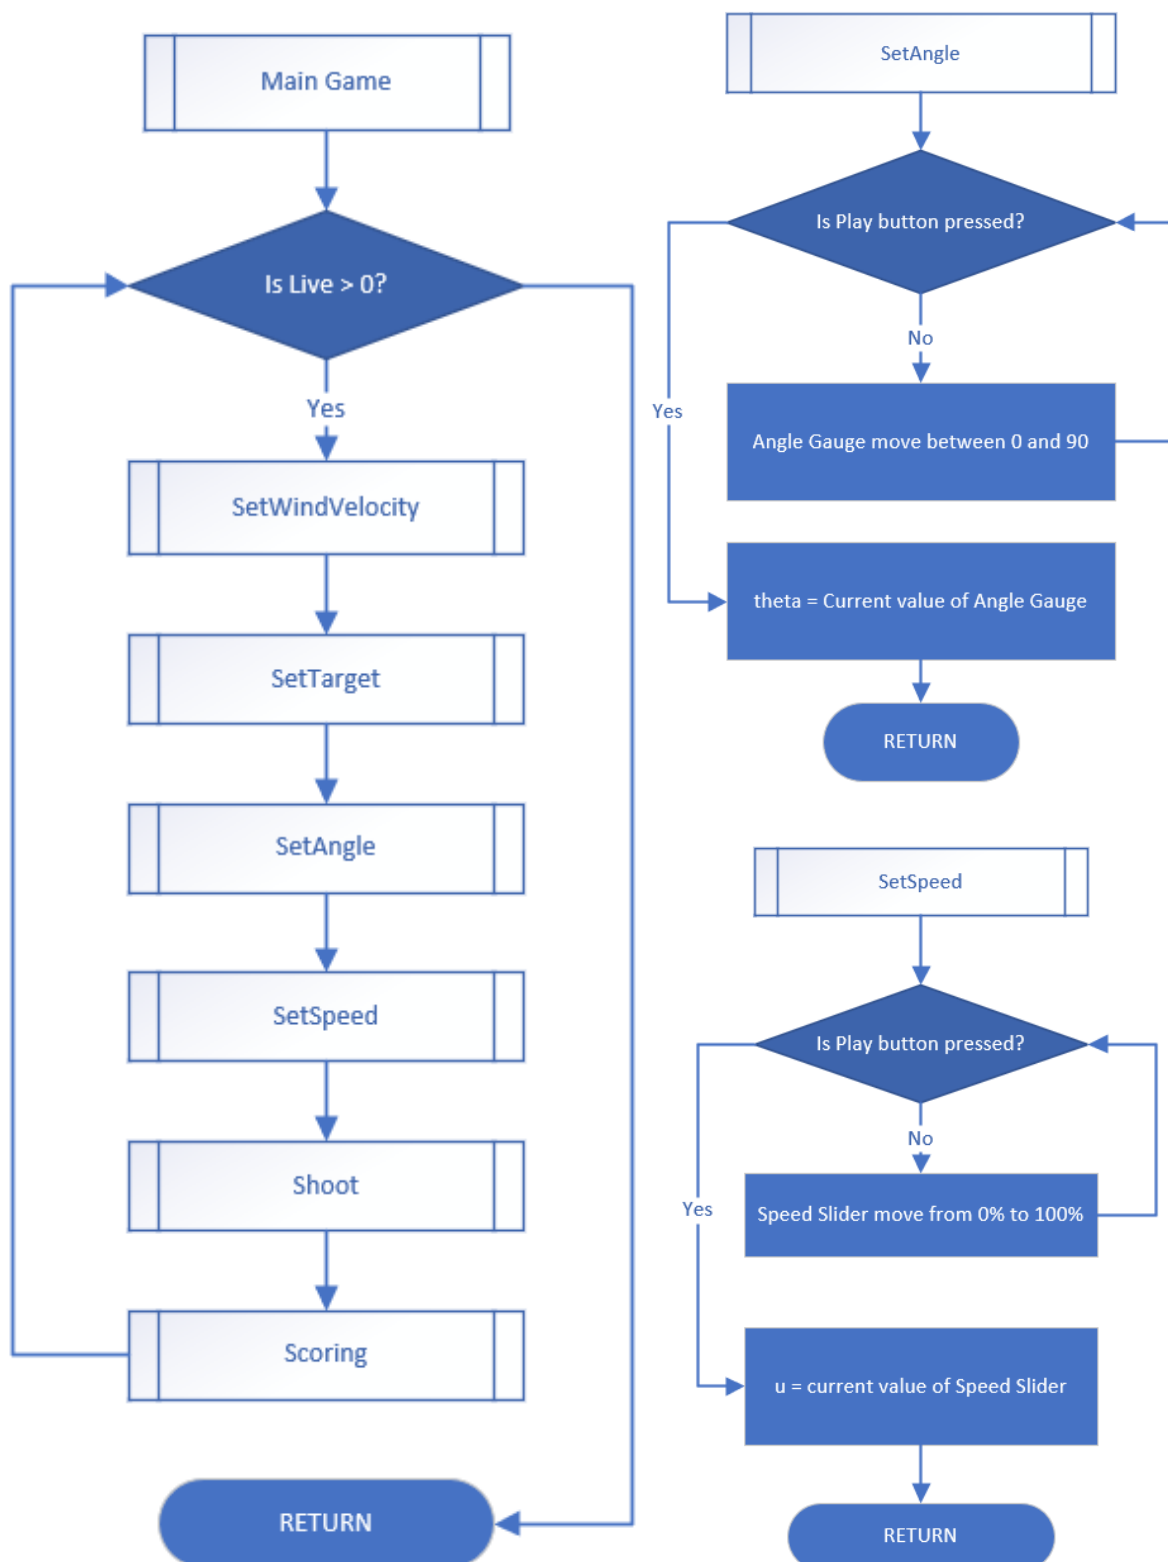 Main Game
Is Live > 0?
Yes
SetWindVelocity
SetTarget
SetAngle
SetSpeed
Shoot
Scoring
RETURN
SetAngle
Is Play button pressed?
No
Yes
Angle Gauge move between 0 and 90
theta = Current value of Angle Gauge
RETURN
SetSpeed
Is Play button pressed?
No
Yes
Speed Slider move from 0% to 100%
u = current value of Speed Slider
RETURN